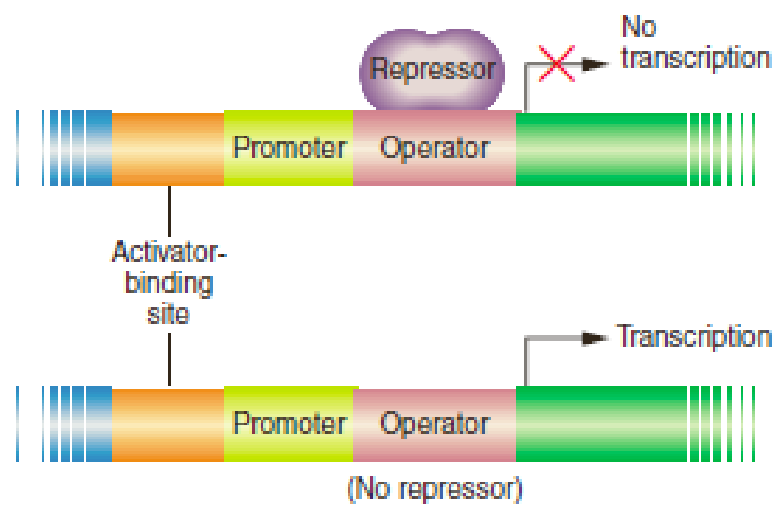 No
transcription
Repressor
Promoter
Operator
Activator-
binding
site
Transcription
Promoter
Operator
(No repressor)